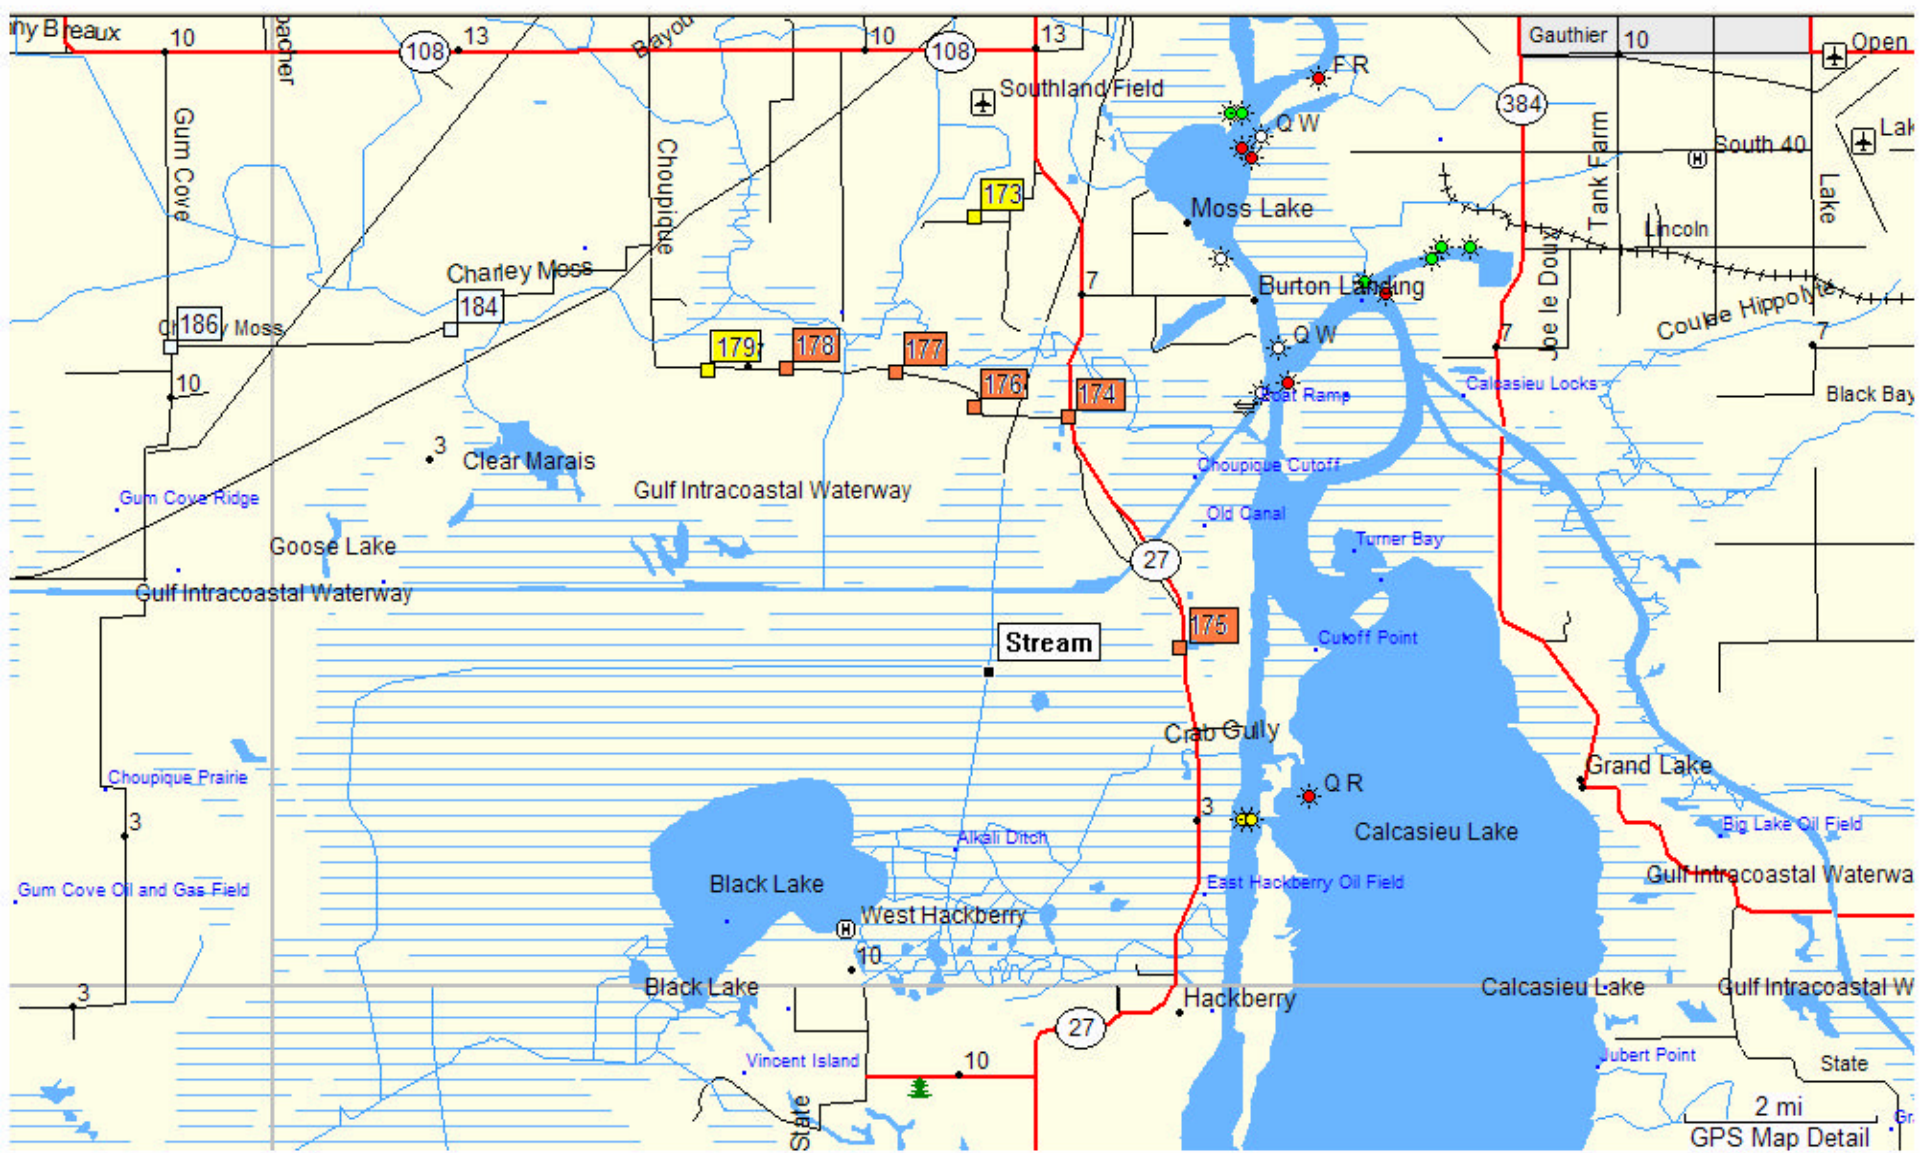 ny Breaux
10
pacher
108
13
Bayou
10
108
13
Gauthier
10
Open
Southland Field
F R
384
Gum Cove
Choupique
Q W
Tank Farm
South 40
Lak
173
Moss Lake
Lake
Lincoln
Charley Moss
7
Burton Landing
Joe le Doux
Coulee Hippolyte
186
Moss
184
179
178
177
Q W
7
7
10
176
174
Boat Ramp
Calcasieu Locks
Black Bay
3
Clear Marais
Choupique Cutoff
Gum Cove Ridge
Gulf Intracoastal Waterway
Old Canal
Goose Lake
27
Turner Bay
Gulf Intracoastal Waterway
175
Stream
Cutoff Point
Crab Gully
Choupique Prairie
Q R
Grand Lake
3
3
Alkali Ditch
Calcasieu Lake
Big Lake Oil Field
Gum Cove Oil and Gas Field
Black Lake
East Hackberry Oil Field
Gulf Intracoastal Waterwa
West Hackberry
10
3
Black Lake
Hackberry
Calcasieu Lake
Gulf Intracoastal W
27
Vincent Island
10
Jubert Point
State
State
2 mi
Gr
GPS Map Detail